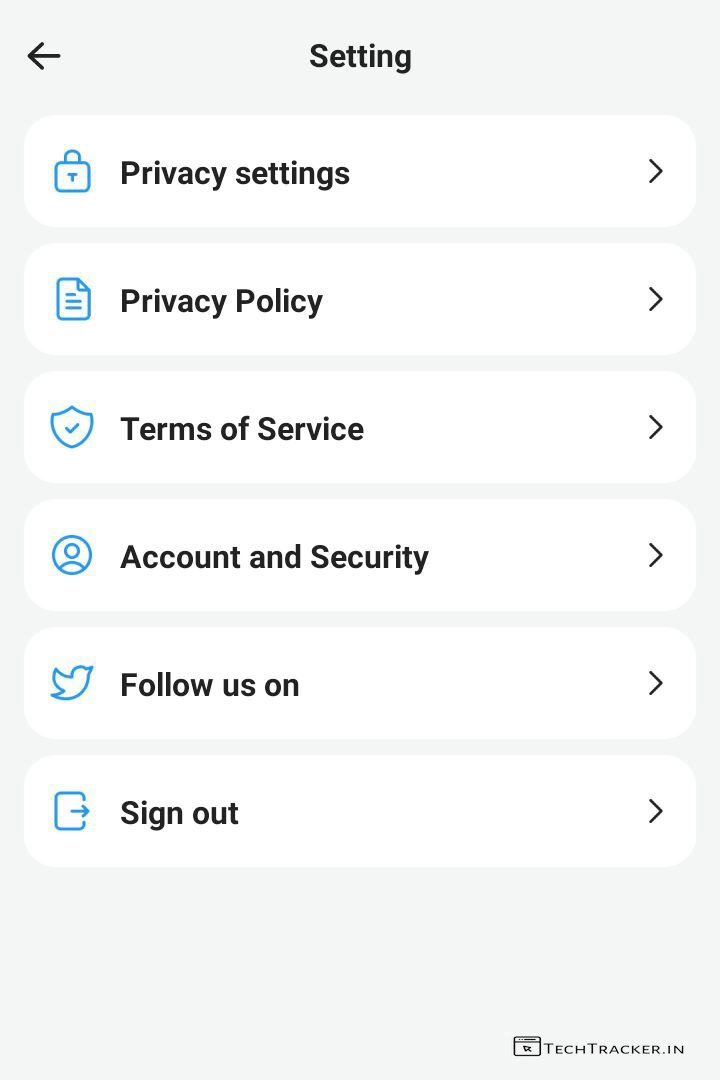 Setting
Privacy settings
Privacy Policy
Terms of Service
Account and Security
Follow us on
Sign out
TECHTRACKER.IN